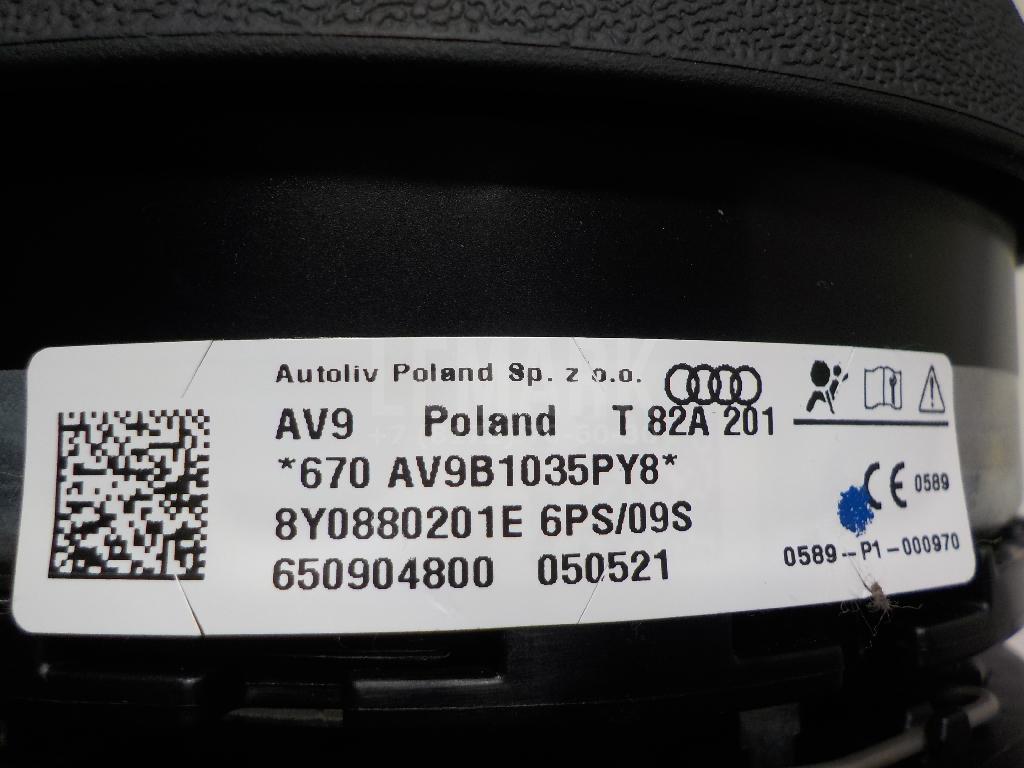 Autoliv Poland Sp. z o.o.
AV9 Poland T 82A 201
*670 AV9B1035PY8*
8Y0880201E 6PS/09S
650904800 050521
CE 0589
0589--P1-000970
LEMARK